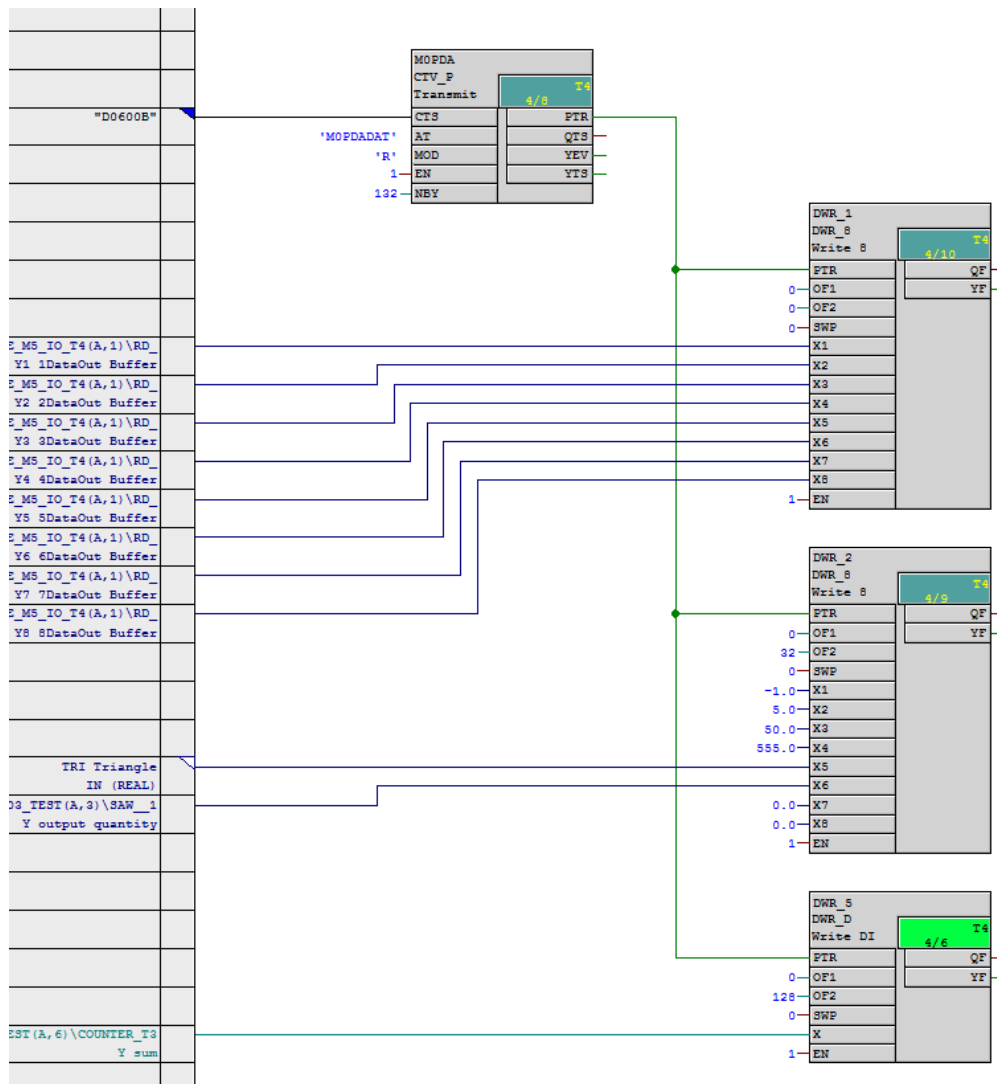 M0PDA
CTV_P
Transmit
T4
4/8
"D0600B"
CTS
PTR
'M0PDADAT'
AT
QTS
'R'
MOD
YEV
1
EN
YTS
132
NBY
DWR_1
DWR_8
Write 8
T4
4/10
PTR
QF
0
OF1
YF
0
OF2
0
SWP
E_M5_IO_T4(A,1)\RD_
X1
Y1 1DataOut Buffer
X2
E_M5_IO_T4(A,1)\RD_
X3
Y2 2DataOut Buffer
X4
E_M5_IO_T4(A,1)\RD_
X5
Y3 3DataOut Buffer
X6
E_M5_IO_T4(A,1)\RD_
X7
Y4 4DataOut Buffer
X8
E_M5_IO_T4(A,1)\RD_
1
EN
Y5 5DataOut Buffer
E_M5_IO_T4(A,1)\RD_
Y6 6DataOut Buffer
E_M5_IO_T4(A,1)\RD_
Y7 7DataOut Buffer
E_M5_IO_T4(A,1)\RD_
Y8 8DataOut Buffer
DWR_2
DWR_8
Write 8
T4
4/9
PTR
QF
0
OF1
YF
32
OF2
0
SWP
-1.0
X1
5.0
X2
50.0
X3
555.0
X4
TRI Triangle
X5
IN (REAL)
X6
03_TEST(A,3)\SAW__1
0.0
X7
Y output quantity
0.0
X8
1
EN
DWR_5
DWR_D
Write DI
T4
4/6
PTR
QF
0
OF1
YF
128
OF2
0
SWP
EST(A,6)\COUNTER_T3
X
Y sum
1
EN